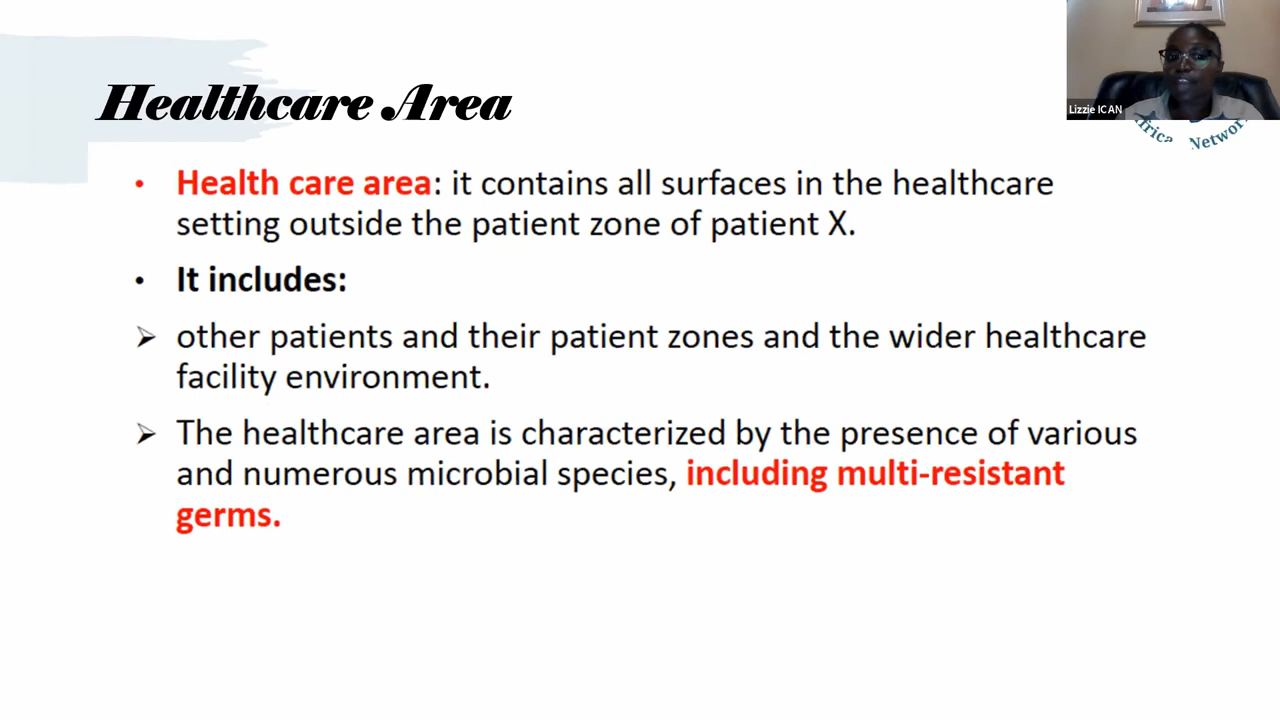 Healthcare Area
Lizzie ICAN
frica Network
• Health care area: it contains all surfaces in the healthcare
setting outside the patient zone of patient X.
• It includes:
➢ other patients and their patient zones and the wider healthcare
facility environment.
➢ The healthcare area is characterized by the presence of various
and numerous microbial species, including multi-resistant
germs.